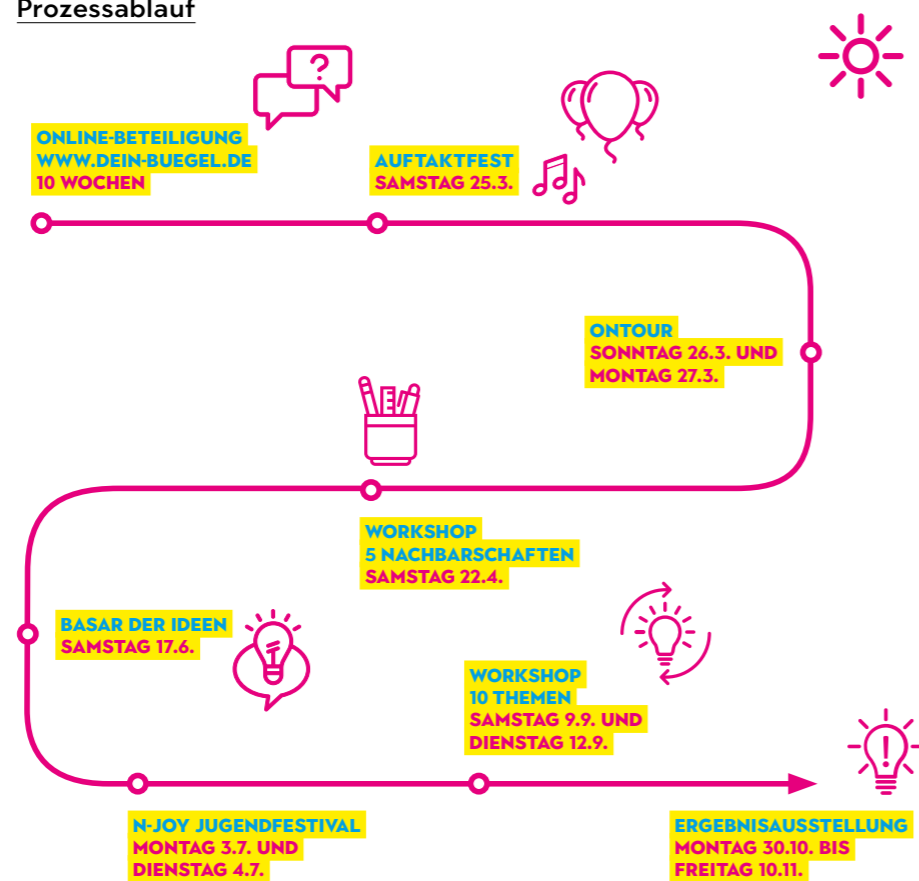 Prozessablauf
ONLINE-BETEILIGUNG
WWW.DEIN-BUEGEL.DE
10 WOCHEN
AUFTAKTFEST
SAMSTAG 25.3.
ONTOUR
SONNTAG 26.3. UND
MONTAG 27.3.
WORKSHOP
5 NACHBARSCHAFTEN
SAMSTAG 22.4.
BASAR DER IDEEN
SAMSTAG 17.6.
N-JOY JUGENDFESTIVAL
MONTAG 3.7. UND
DIENSTAG 4.7.
WORKSHOP
10 THEMEN
SAMSTAG 9.9. UND
DIENSTAG 12.9.
ERGEBNISAUSSTELLUNG
MONTAG 30.10. BIS
FREITAG 10.11.